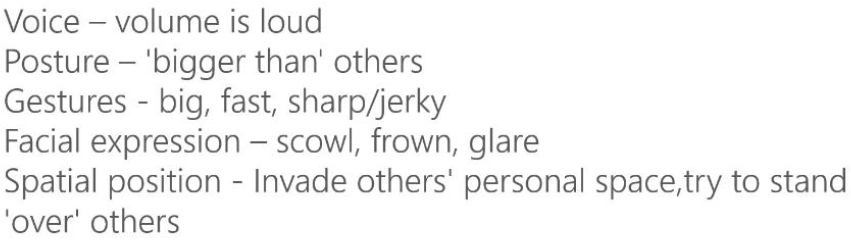 Voice – volume is loud
Posture – 'bigger than' others
Gestures - big, fast, sharp/jerky
Facial expression – scowl, frown, glare
Spatial position - Invade others' personal space,try to stand
'over' others